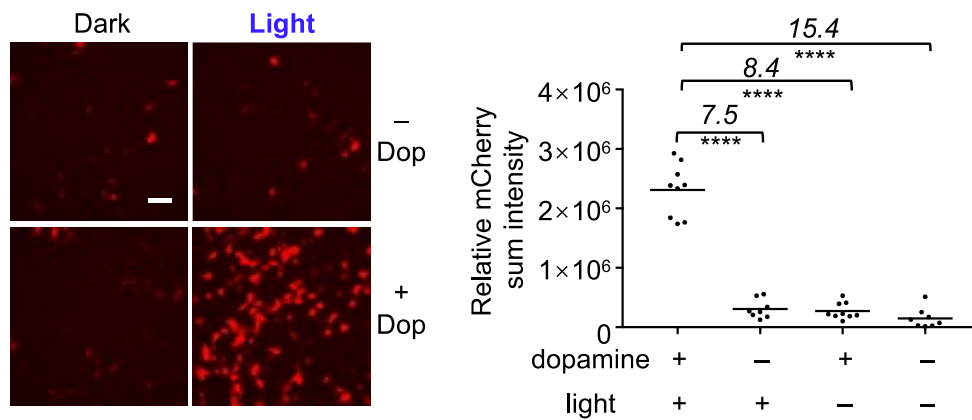 Dark Light
– Dop
+ Dop
15.4
****
8.4
****
7.5
****
Relative mCherry
sum intensity
4×10⁶
3×10⁶
2×10⁶
1×10⁶
0
dopamine + – + –
light + + – –